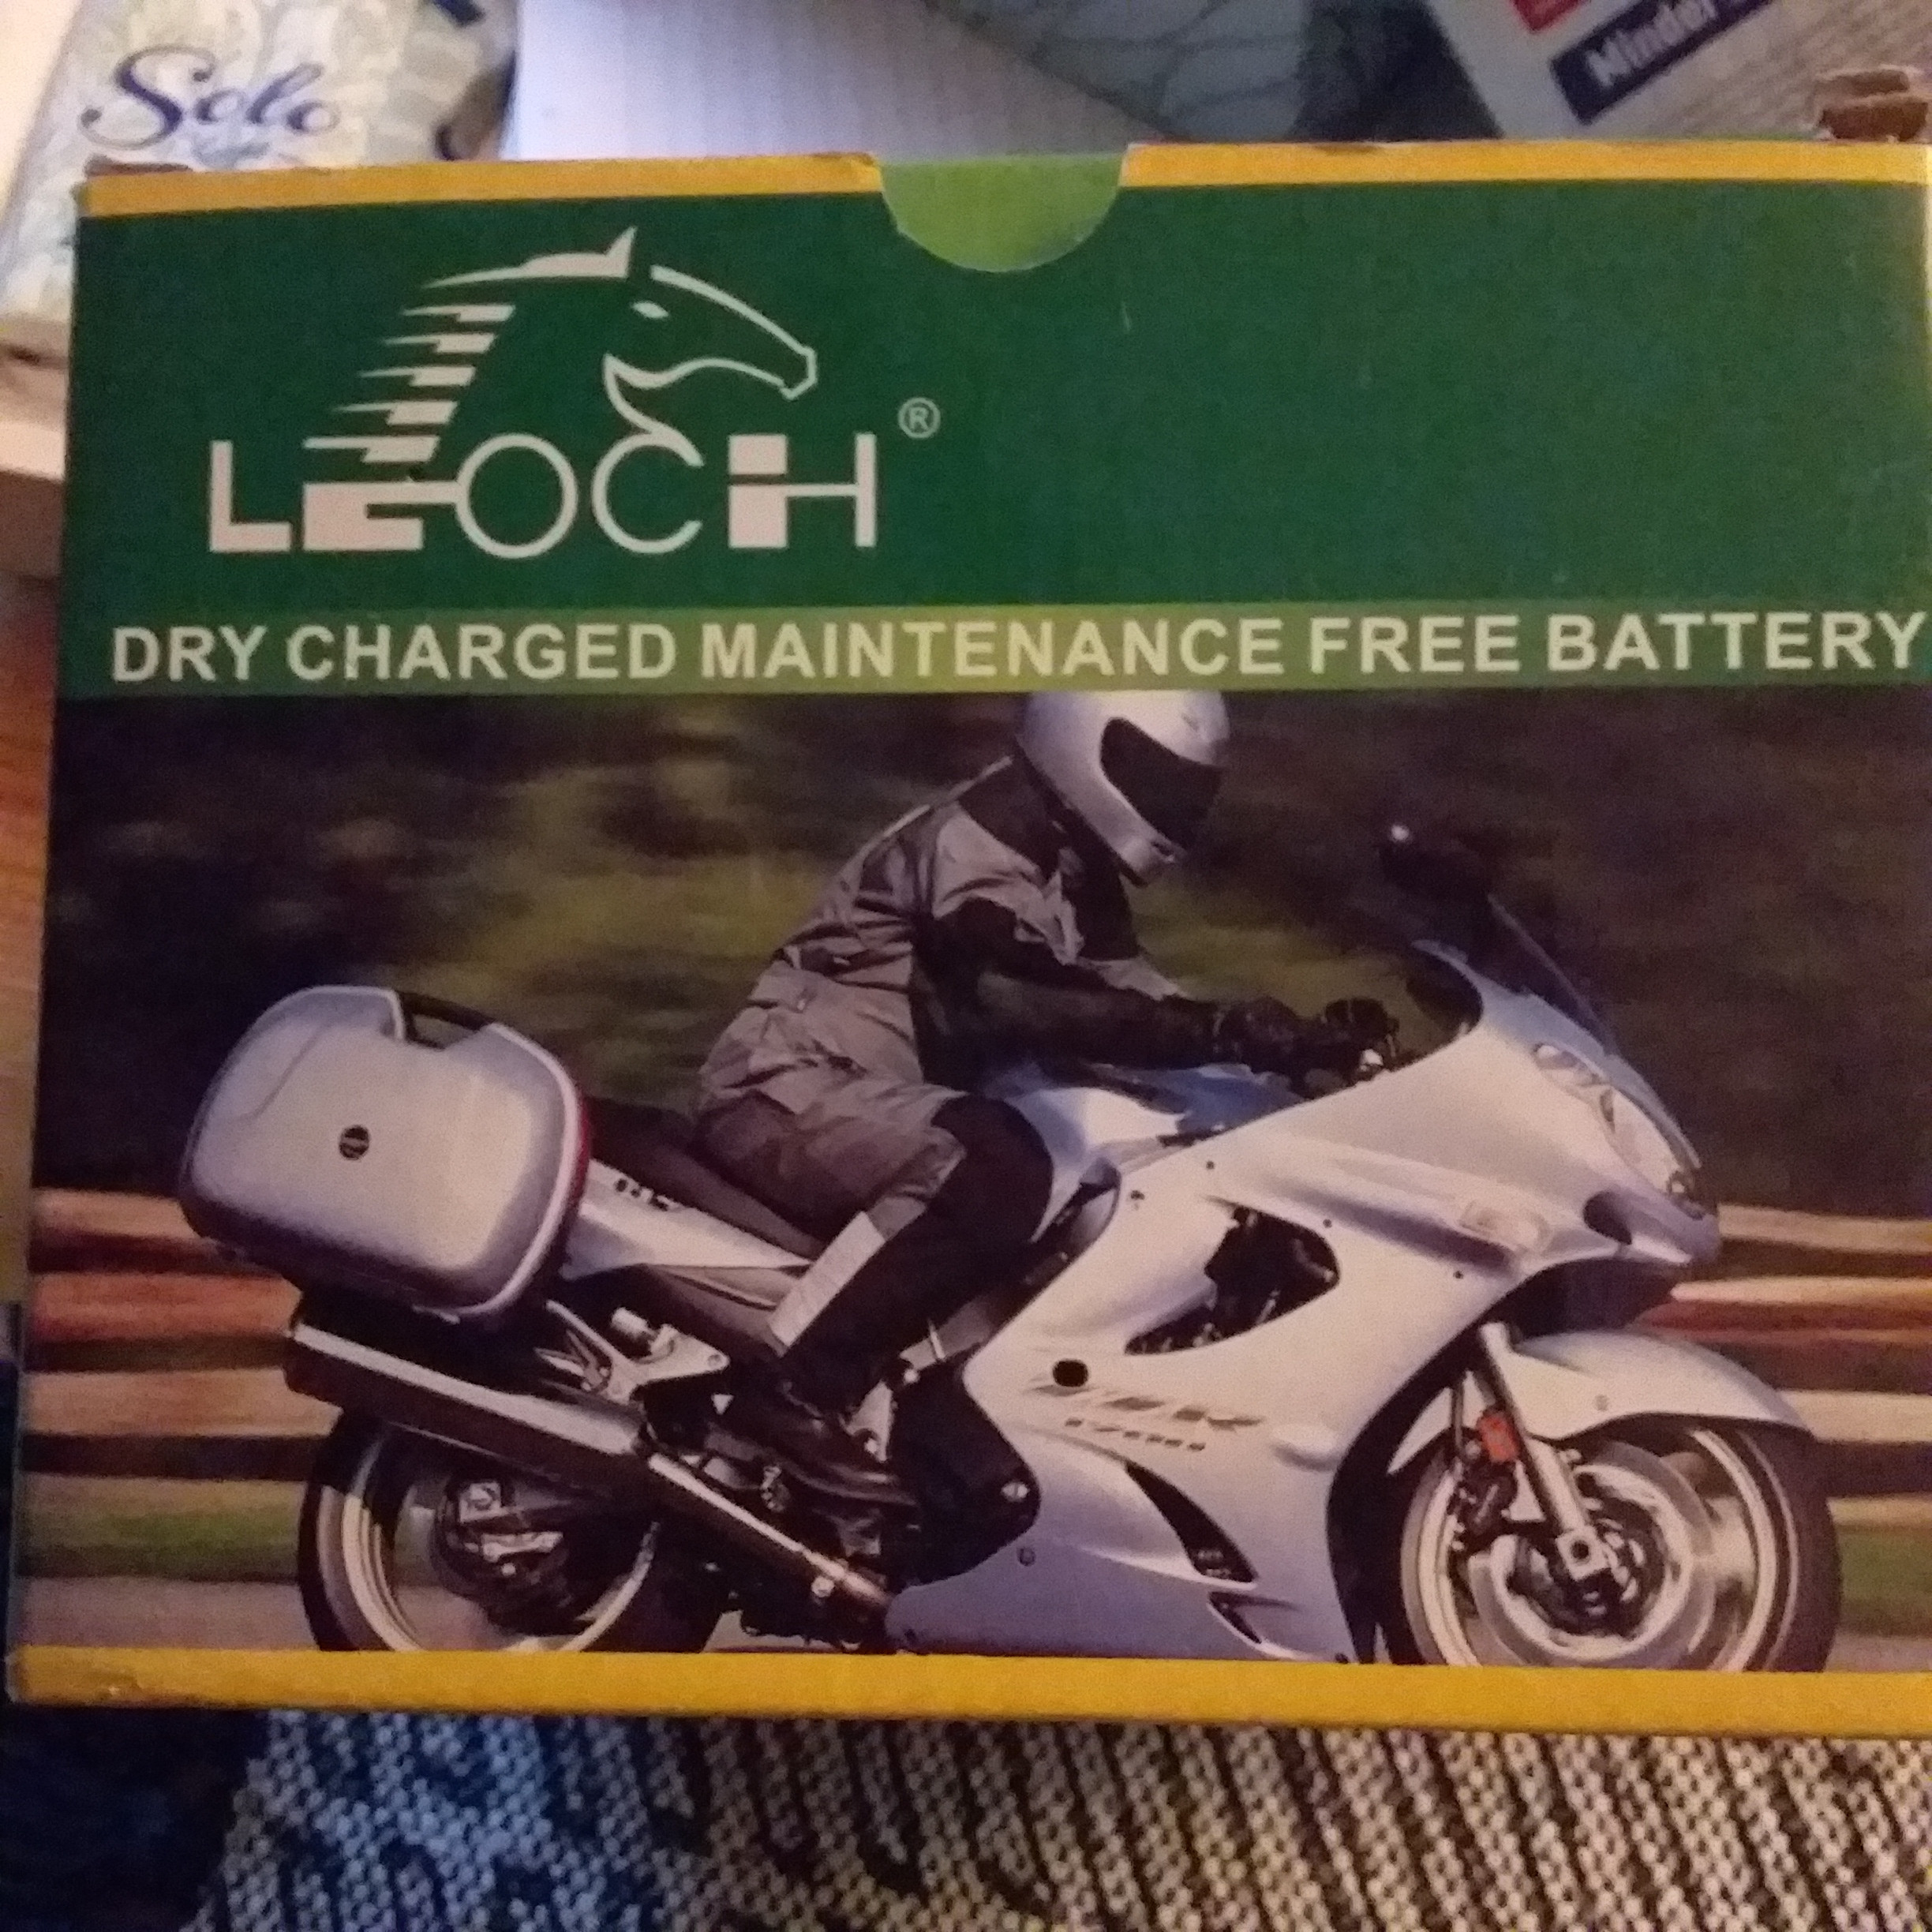 Solo
Minder
LEOCH®
DRY CHARGED MAINTENANCE FREE BATTERY